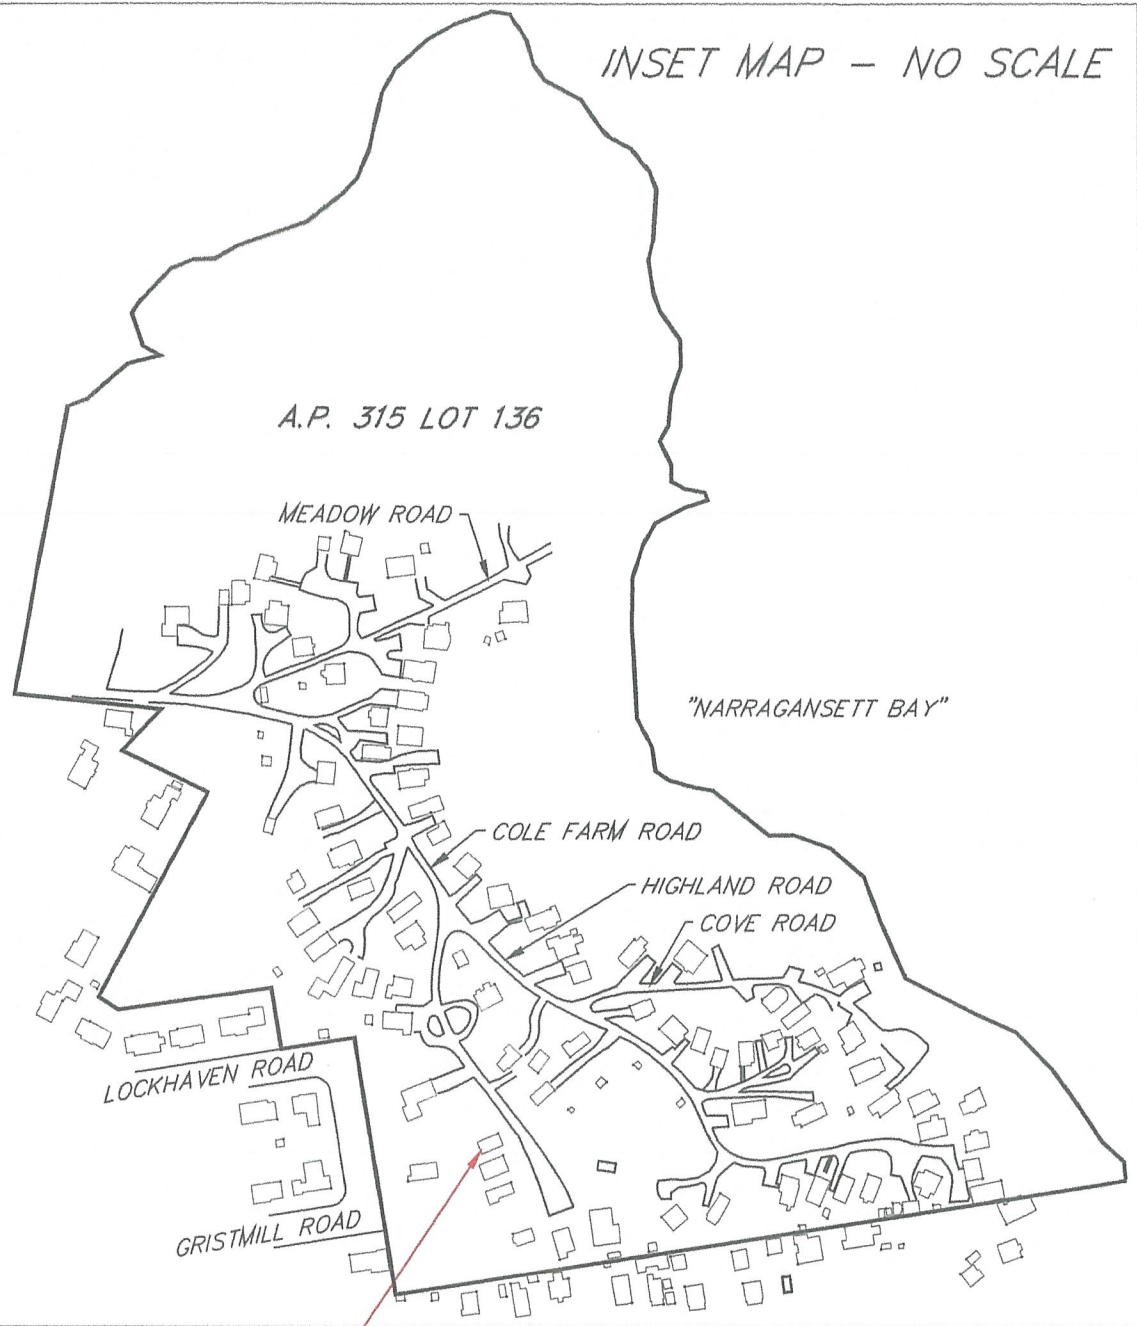 INSET MAP – NO SCALE
A.P. 315 LOT 136
MEADOW ROAD
"NARRAGANSETT BAY"
COLE FARM ROAD
HIGHLAND ROAD
COVE ROAD
LOCKHAVEN ROAD
GRISTMILL ROAD